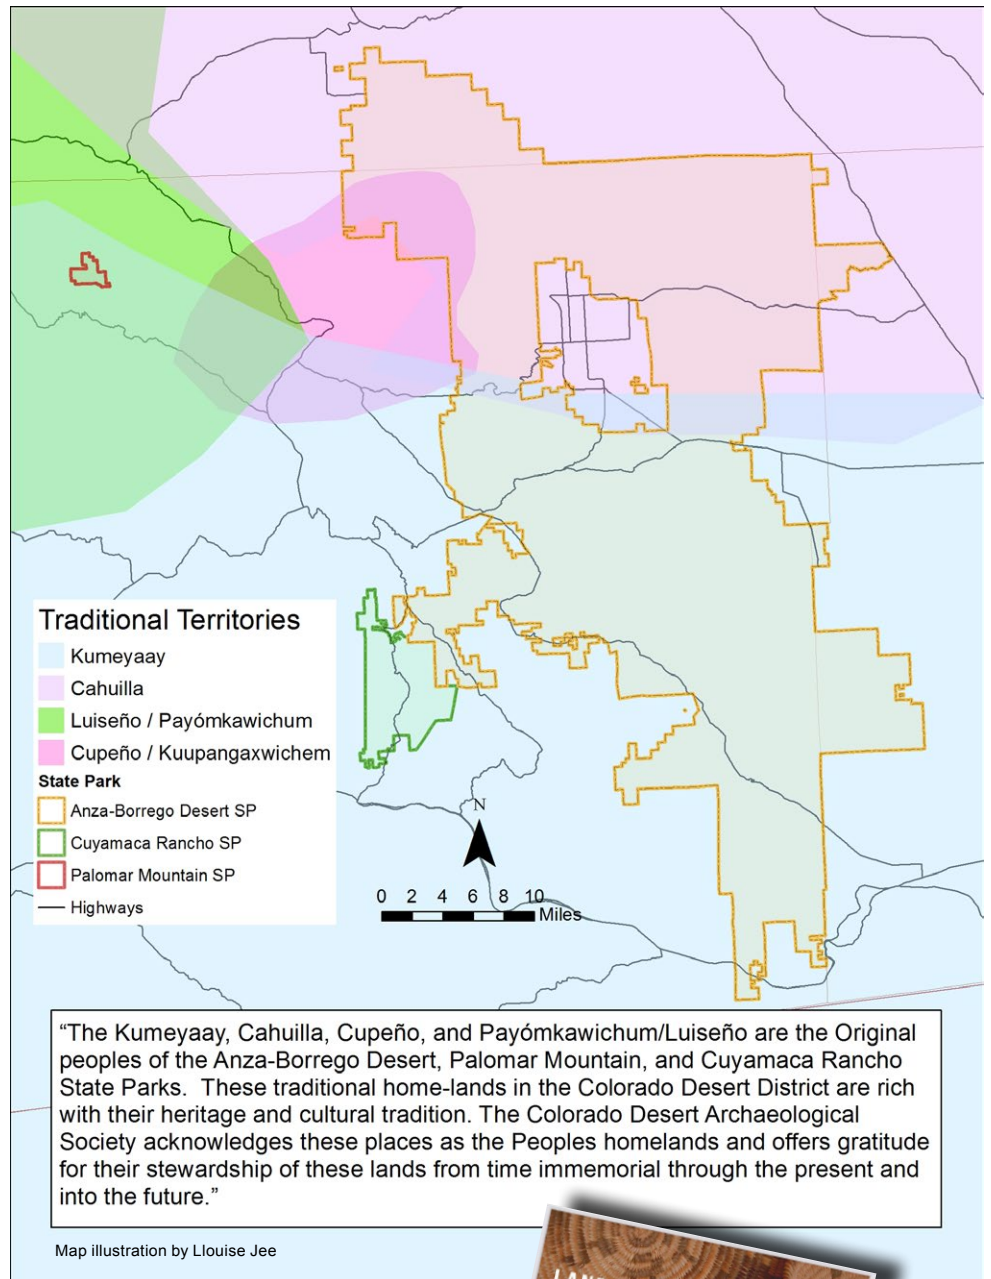 Traditional Territories
Kumeyaay
Cahuilla
Luiseño / Payómkawichum
Cupeño / Kuupangaxwichem
State Park
Anza-Borrego Desert SP
Cuyamaca Rancho SP
Palomar Mountain SP
Highways
N
0 2 4 6 8 10
Miles
“The Kumeyaay, Cahuilla, Cupeño, and Payómkawichum/Luiseño are the Original
peoples of the Anza-Borrego Desert, Palomar Mountain, and Cuyamaca Rancho
State Parks.  These traditional home-lands in the Colorado Desert District are rich
with their heritage and cultural tradition. The Colorado Desert Archaeological
Society acknowledges these places as the Peoples homelands and offers gratitude
for their stewardship of these lands from time immemorial through the present and
into the future.”
Map illustration by Llouise Jee